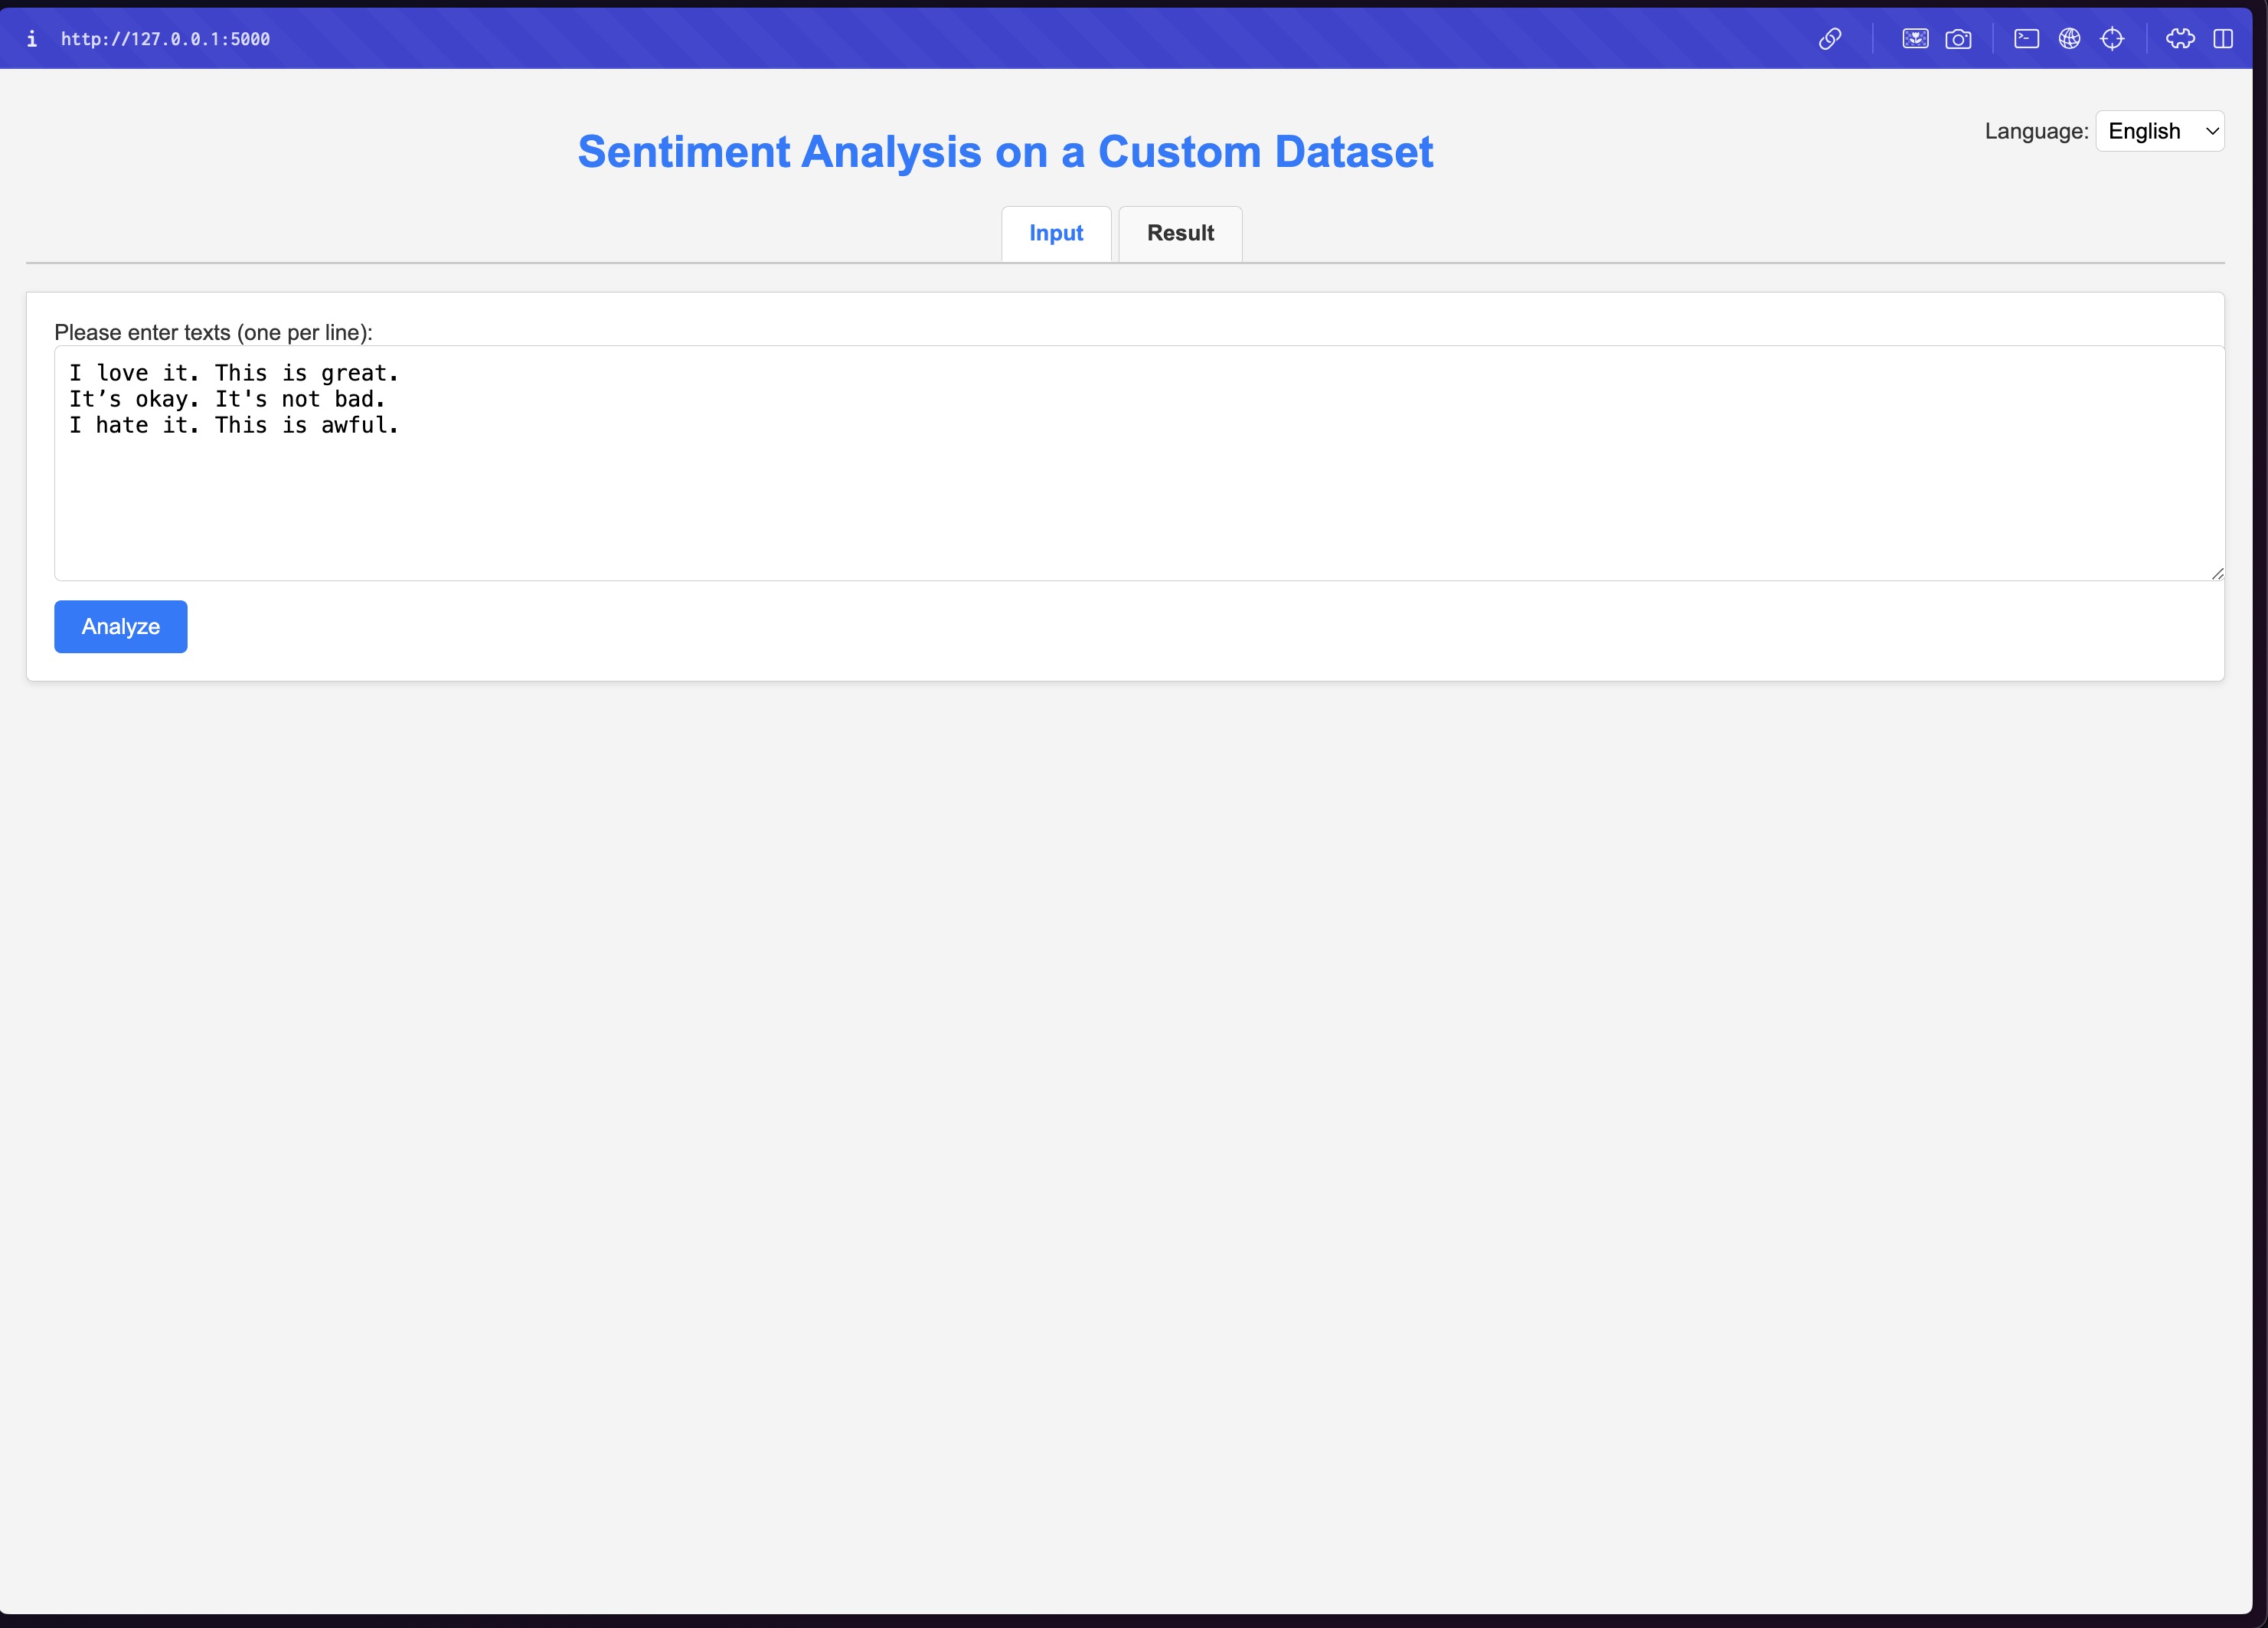 i http://127.0.0.1:5000
Sentiment Analysis on a Custom Dataset
Language: English
Input Result
Please enter texts (one per line):
I love it. This is great.
It’s okay. It's not bad.
I hate it. This is awful.
Analyze